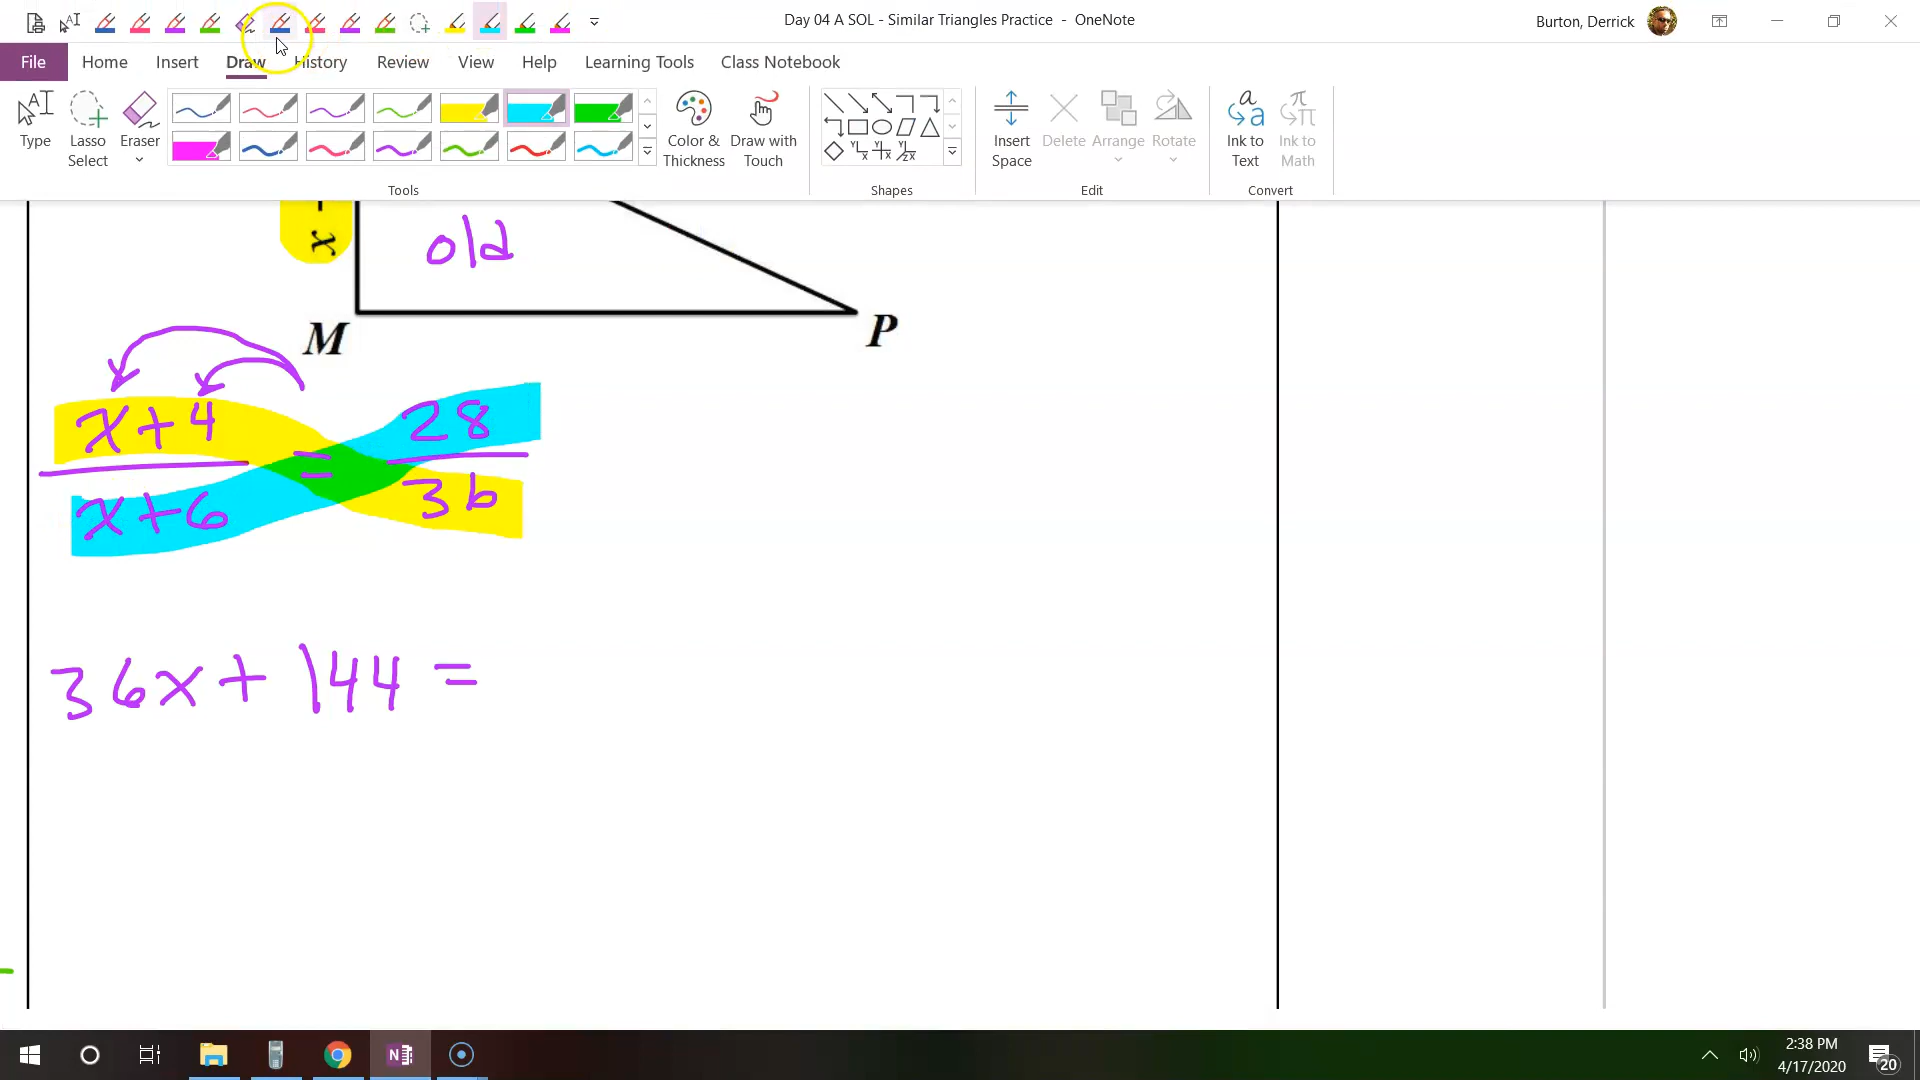 Day 04 A SOL - Similar Triangles Practice - OneNote
Burton, Derrick
File Home Insert Draw History Review View Help Learning Tools Class Notebook
Type
Lasso Select
Eraser
Color & Thickness
Draw with Touch
Insert Space
Delete
Arrange
Rotate
Ink to Text
Ink to Math
Tools
Shapes
Edit
Convert
x
old
M
P
x+4
28
=
x+6
36
36x + 144 =
2:38 PM
4/17/2020
20